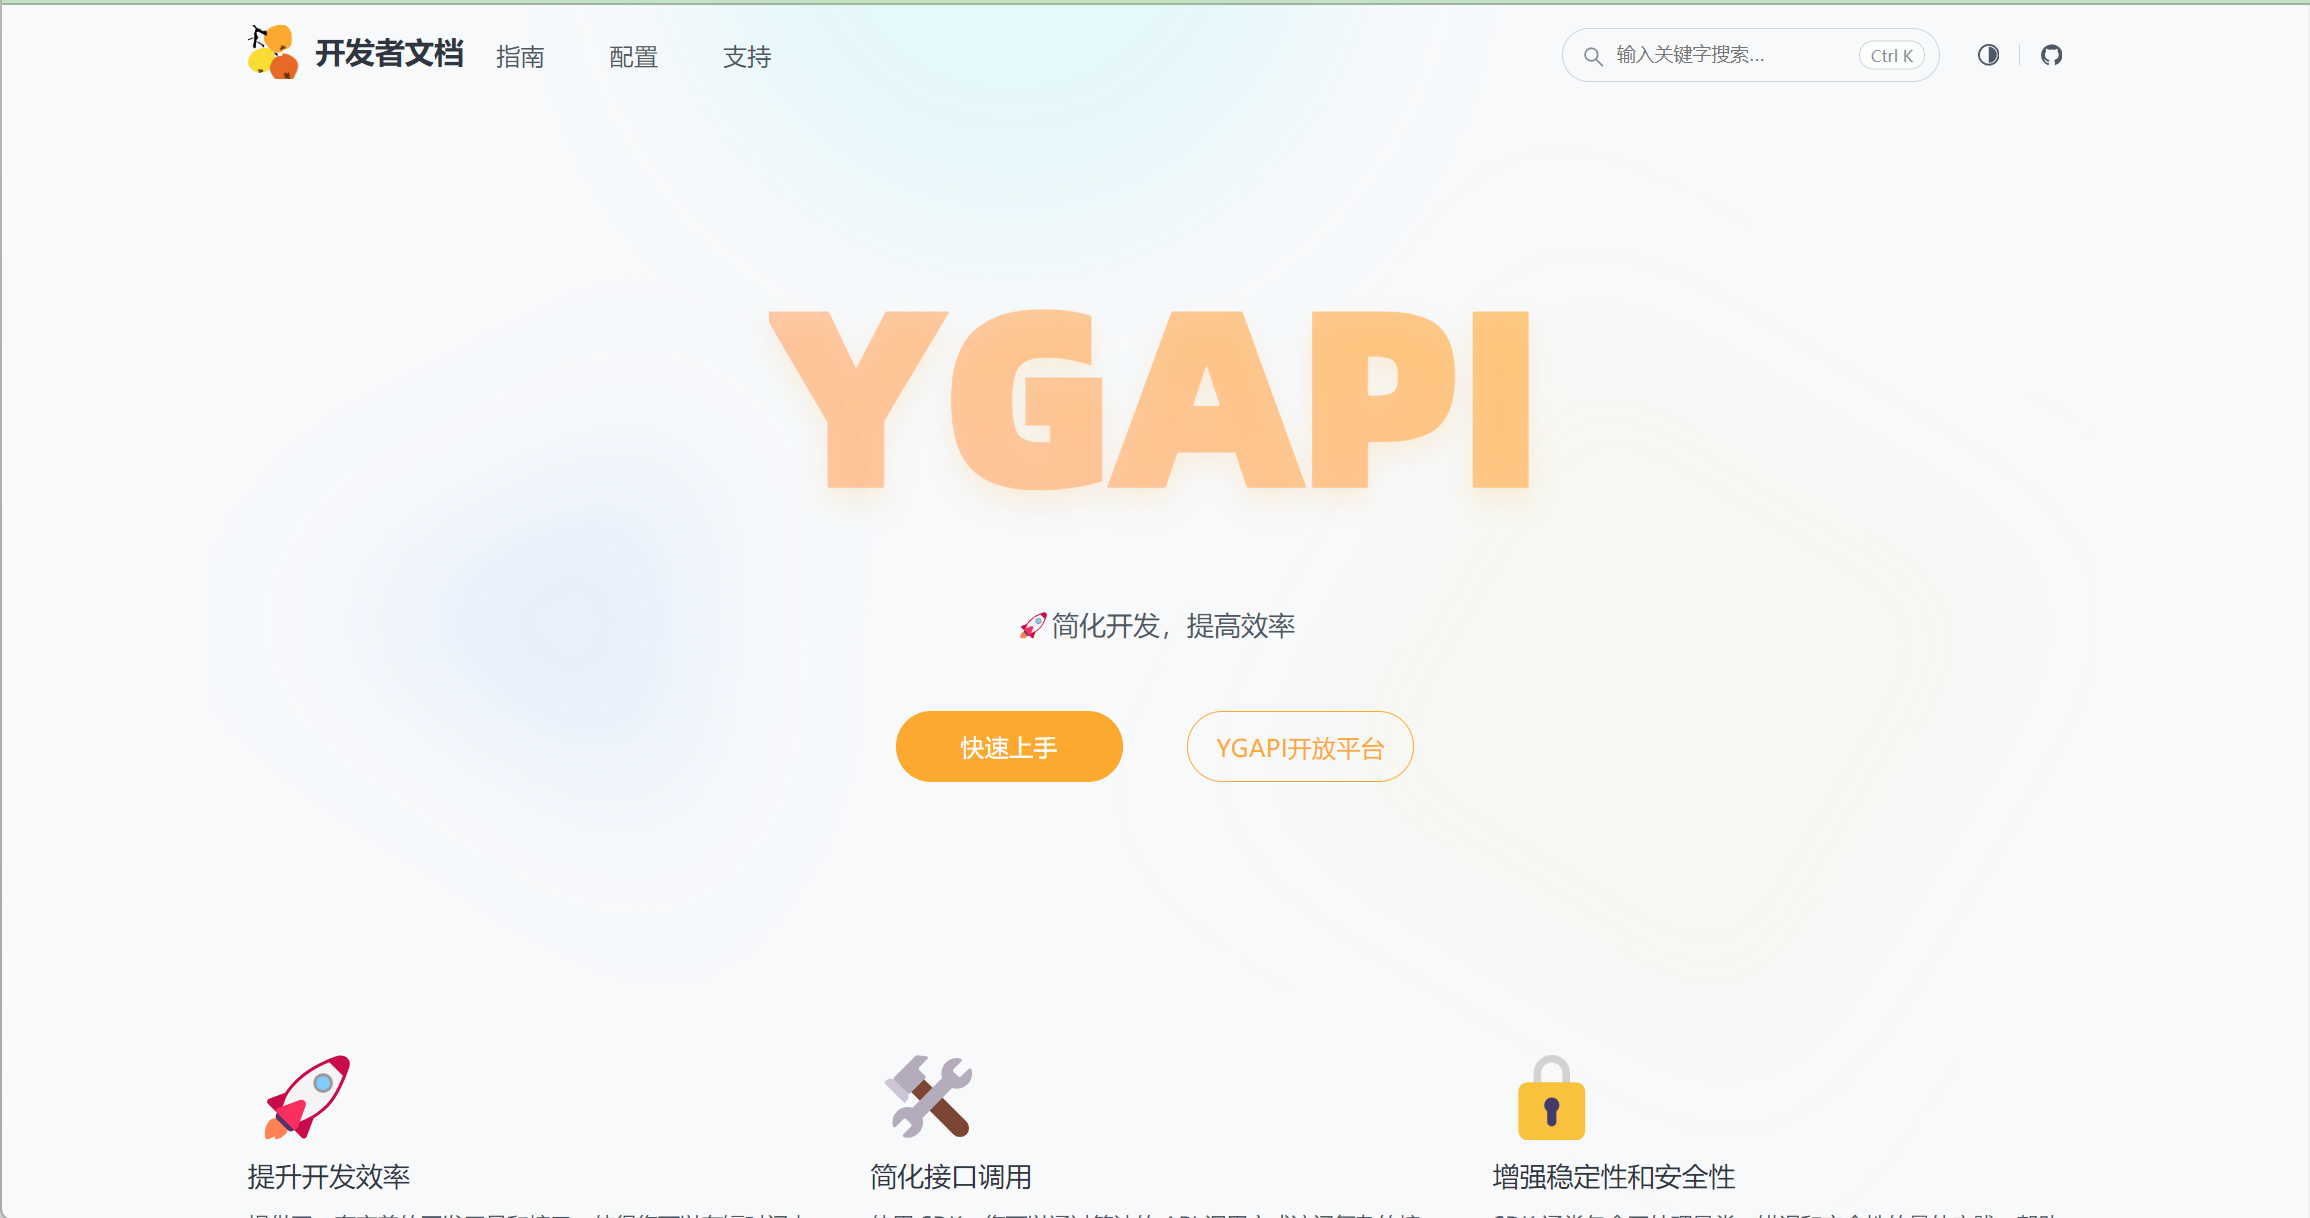 开发者文档
指南
配置
支持
输入关键字搜索...
Ctrl K
YGAPI
简化开发，提高效率
快速上手
YGAPI开放平台
提升开发效率
简化接口调用
增强稳定性和安全性